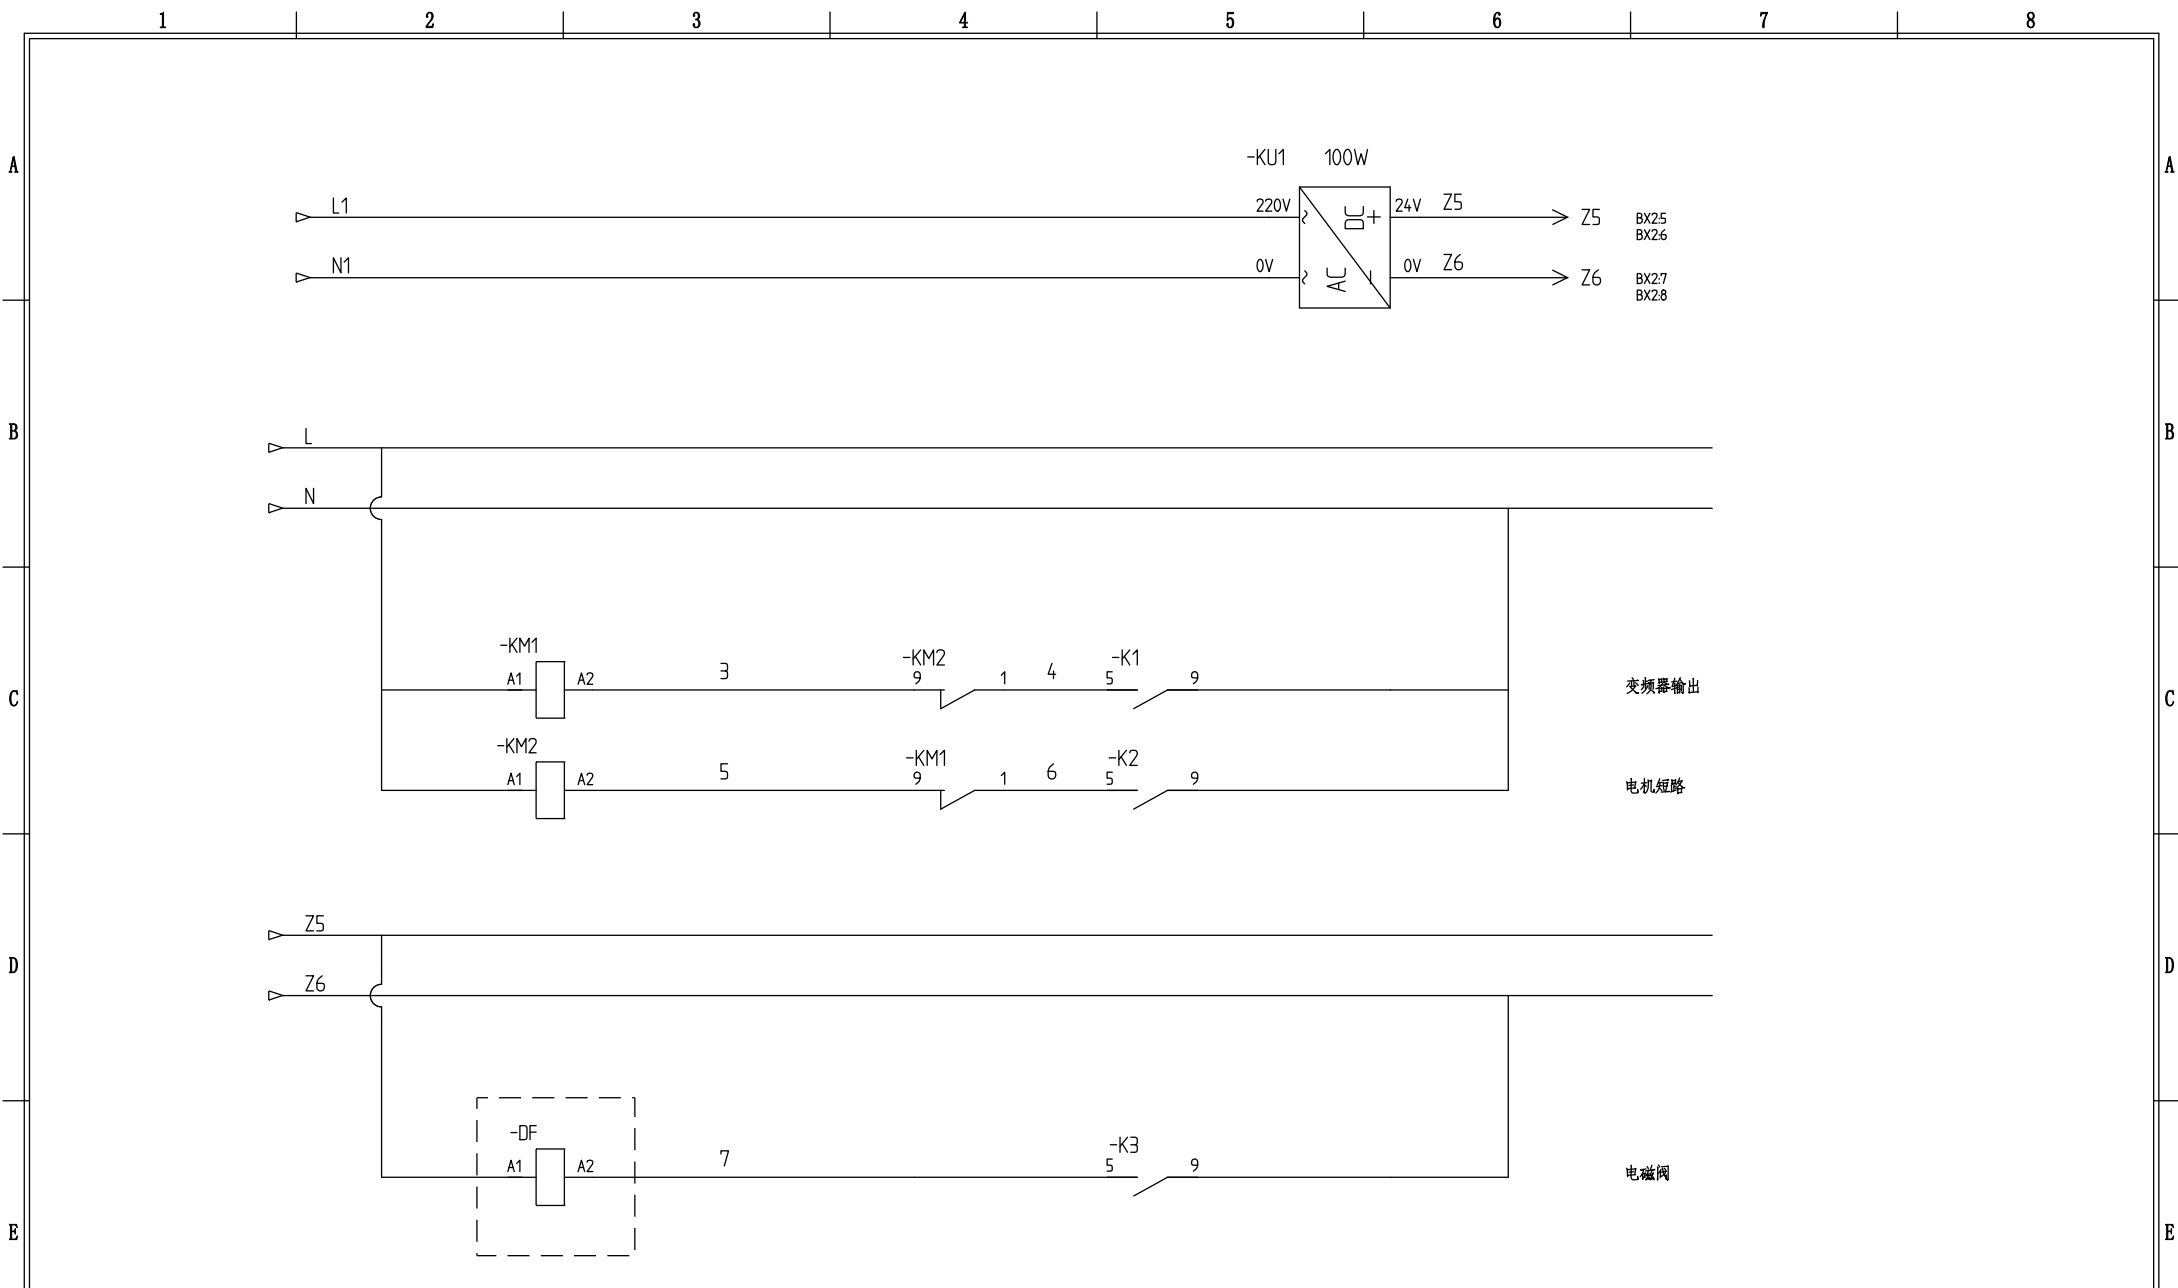 1 2 3 4 5 6 7 8
A A
-KU1 100W
L1 220V DC + 24V Z5 Z5 BX2:5
BX2:6
N1 0V AC - 0V Z6 Z6 BX2:7
BX2:8
B B
L
N
-KM1 -KM2 -K1
A1 A2 3 9 1 4 5 9 变频器输出
C C
-KM2 -KM1 -K2
A1 A2 5 9 1 6 5 9 电机短路
Z5
D D
Z6
-DF -K3
A1 A2 7 5 9 电磁阀
E E